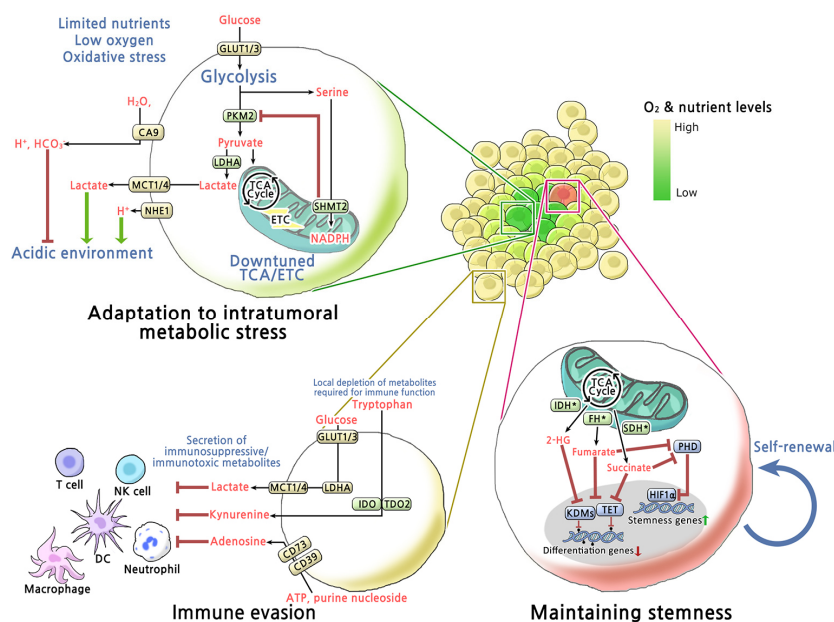 Limited nutrients
Low oxygen
Oxidative stress
Glucose
GLUT1/3
Glycolysis
Serine
H₂O,
PKM2
CA9
H⁺, HCO₃⁻
Pyruvate
LDHA
Lactate
MCT1/4
Lactate
TCA
Cycle
SHMT2
H⁺
NHE1
ETC
NADPH
Acidic environment
Downtuned
TCA/ETC
Adaptation to intratumoral
metabolic stress
O₂ & nutrient levels
High
Low
Local depletion of metabolites
required for immune function
Tryptophan
Glucose
GLUT1/3
Secretion of
immunosuppressive/
immunotoxic metabolites
T cell
NK cell
Lactate
MCT1/4
LDHA
IDO
TDO2
Kynurenine
DC
Neutrophil
Adenosine
CD73
CD39
Macrophage
ATP, purine nucleoside
Immune evasion
TCA
Cycle
IDH*
FH*
SDH*
2-HG
Fumarate
PHD
Succinate
Self-renewal
HIF1α
KDMs
TET
Stemness genes
Differentiation genes
Maintaining stemness